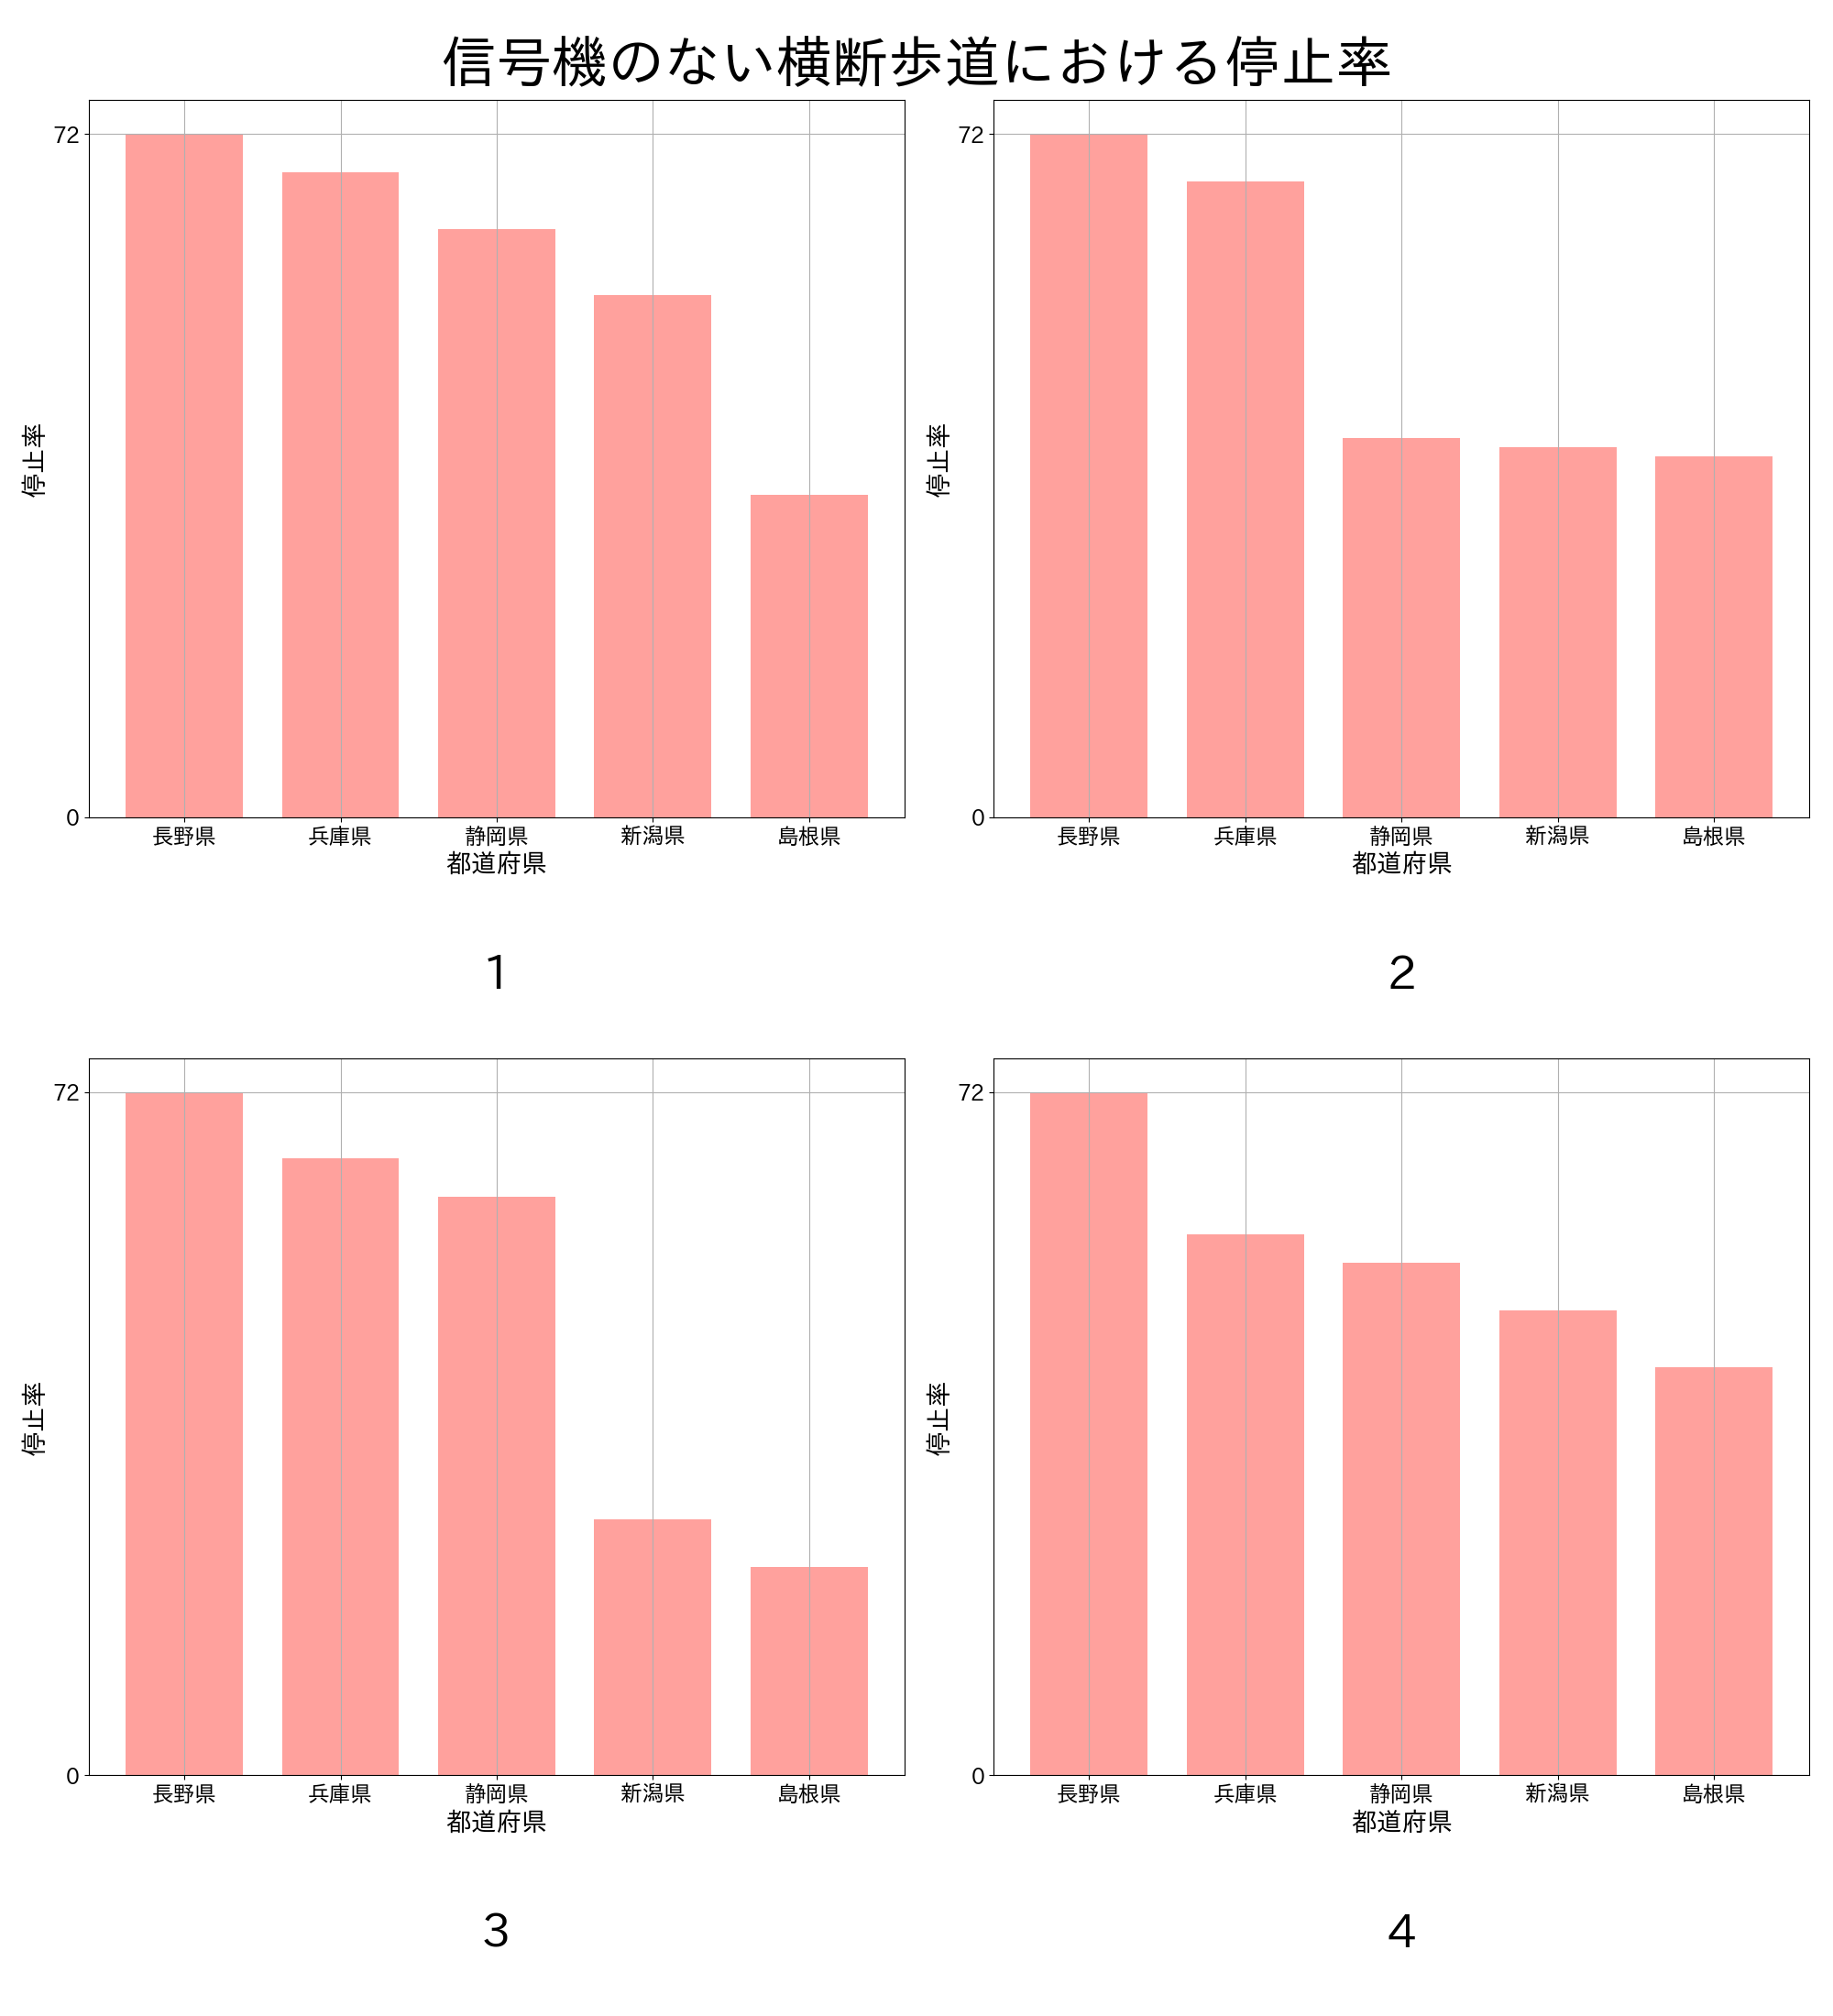 信号機のない横断歩道における停止率
72
停止率
0
長野県 兵庫県 静岡県 新潟県 島根県
都道府県
1
72
停止率
0
長野県 兵庫県 静岡県 新潟県 島根県
都道府県
2
72
停止率
0
長野県 兵庫県 静岡県 新潟県 島根県
都道府県
3
72
停止率
0
長野県 兵庫県 静岡県 新潟県 島根県
都道府県
4